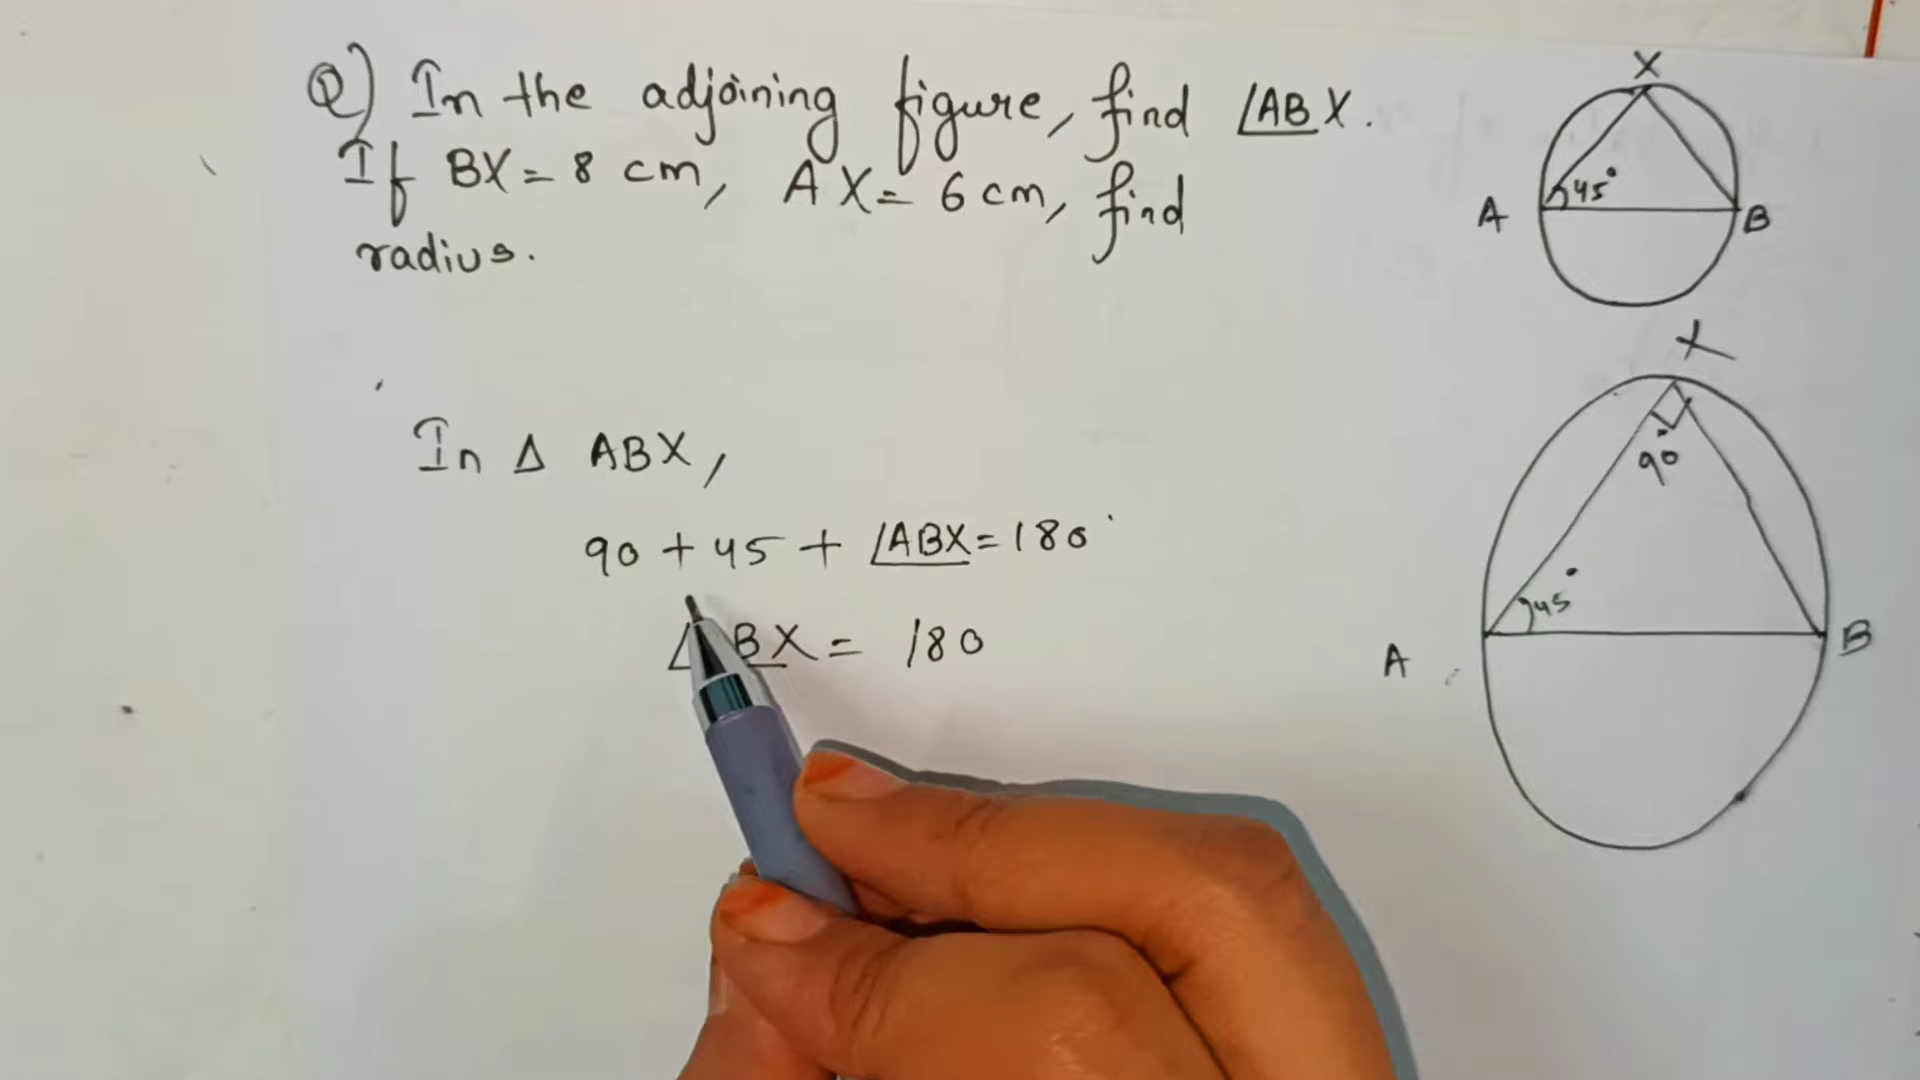 Q) In the adjoining figure, find ∠ABX.
If BX = 8 cm, AX = 6 cm, find
radius.
X
45°
A
B
In Δ ABX,
90 + 45 + ∠ABX = 180°
BX = 180
X
90°
45°
A
B